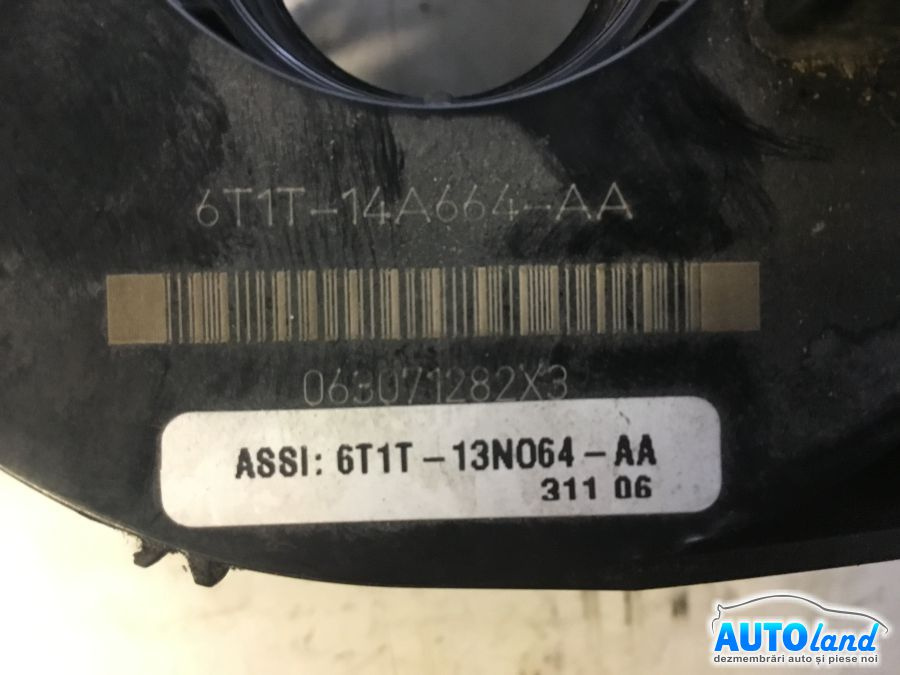 6T1T-14A664-AA
063071282X3
ASSI: 6T1T-13N064-AA
311 06
AUTOland
dezmembrări auto și piese noi